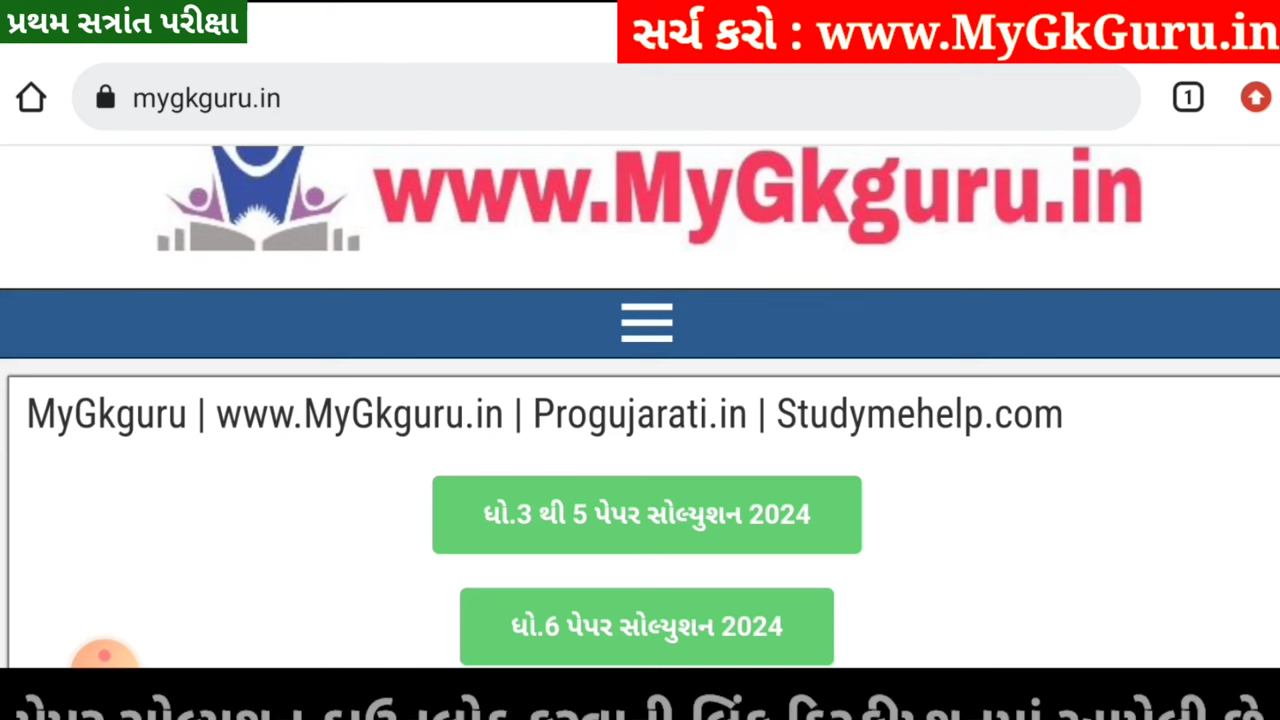 પ્રથમ સત્રાંત પરીક્ષા
સર્ચ કરો : www.MyGkGuru.in
mygkguru.in
1
www.MyGkguru.in
MyGkguru | www.MyGkguru.in | Progujarati.in | Studymehelp.com
ધો.3 થી 5 પેપર સોલ્યુશન 2024
ધો.6 પેપર સોલ્યુશન 2024